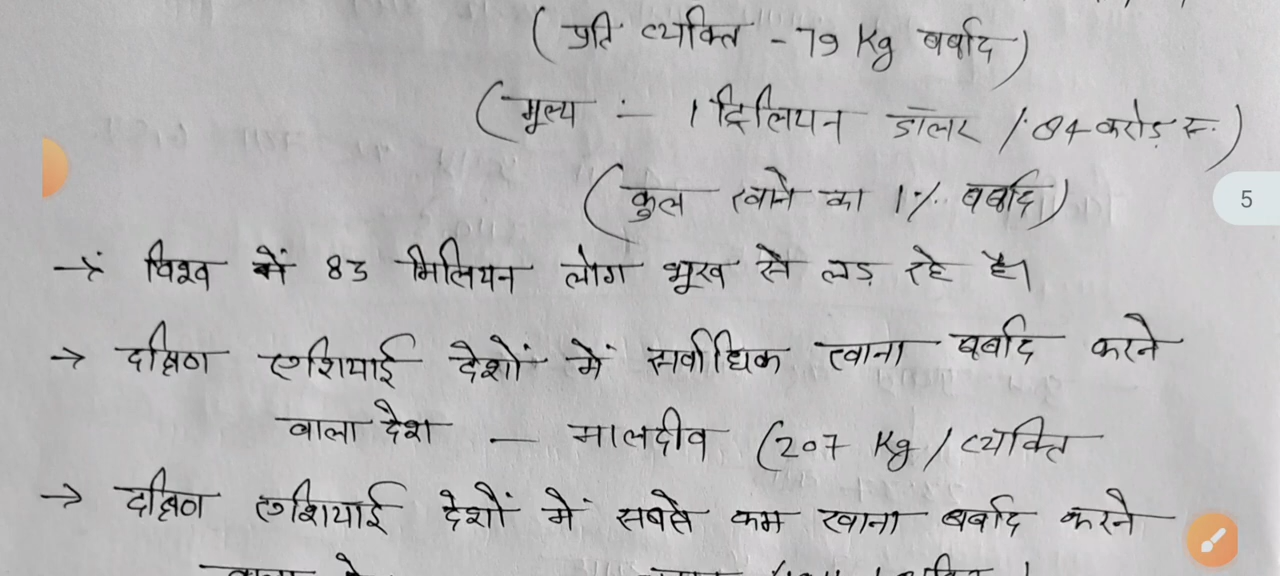 (प्रति व्यक्ति - 79 Kg बर्बाद)
(मूल्य :- 1 ट्रिलियन डॉलर /. 84 करोड़ रु.)
(कुल खाने का 1% बर्बाद)
5
→ विश्व में 83 मिलियन लोग भूख से लड़ रहे है।
→ दक्षिण एशियाई देशों में सर्वाधिक खाना बर्बाद करने
वाला देश - मालदीव (207 Kg / व्यक्ति
→ दक्षिण एशियाई देशों में सबसे कम खाना बर्बाद करने